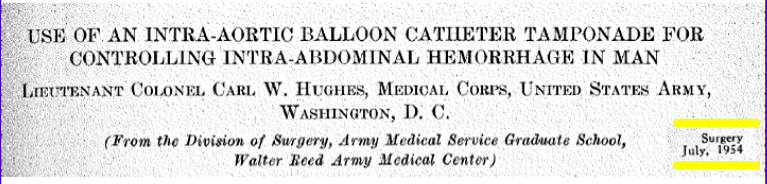 USE OF AN INTRA-AORTIC BALLOON CATHETER TAMPONADE FOR
CONTROLLING INTRA-ABDOMINAL HEMORRHAGE IN MAN
LIEUTENANT COLONEL CARL W. HUGHES, MEDICAL CORPS, UNITED STATES ARMY,
WASHINGTON, D. C.
(From the Division of Surgery, Army Medical Service Graduate School,
Walter Reed Army Medical Center)
Surgery
July, 1954